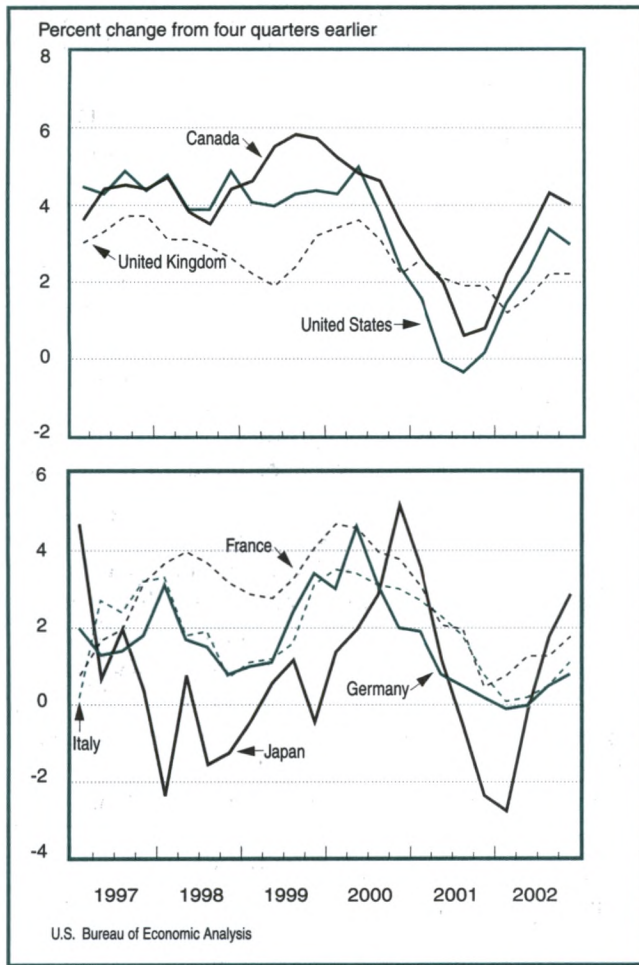 Percent change from four quarters earlier
8
6
Canada
4
United Kingdom
2
United States
0
-2
6
France
4
2
Germany
0
Italy
Japan
-2
-4
1997 1998 1999 2000 2001 2002
U.S. Bureau of Economic Analysis